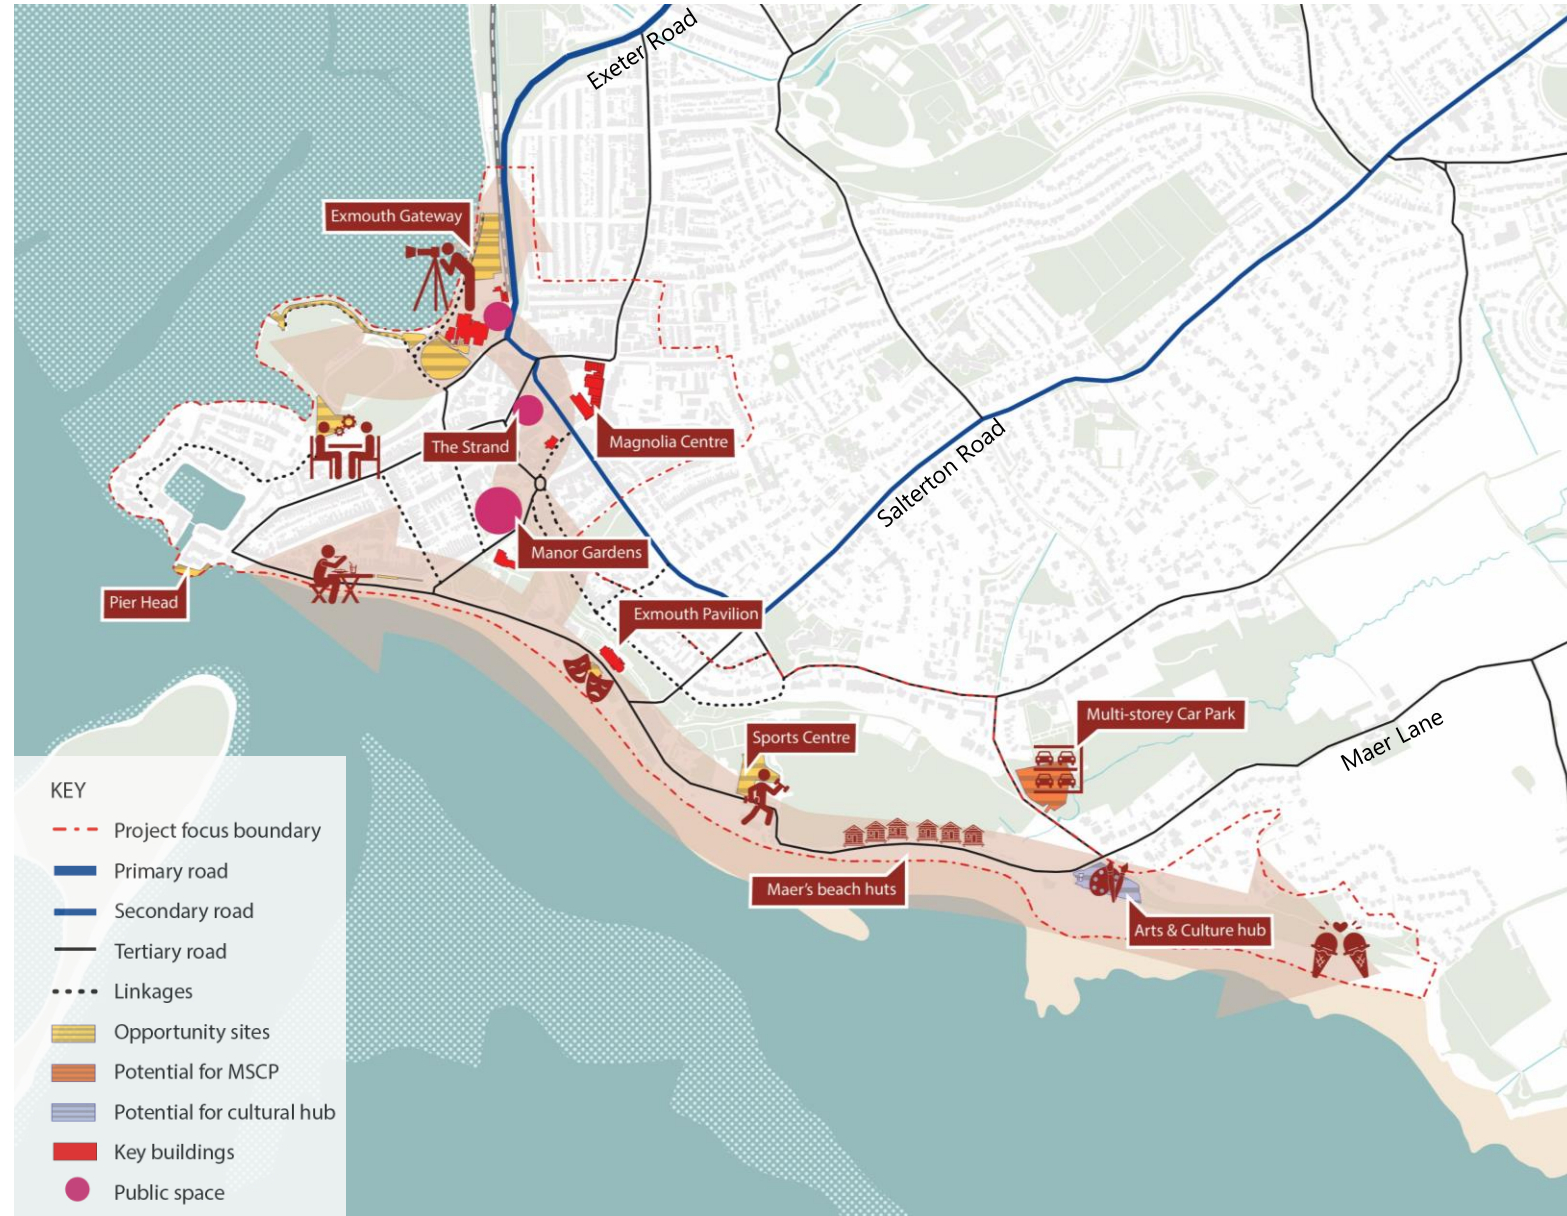 Exeter Road
Exmouth Gateway
The Strand
Magnolia Centre
Salterton Road
Manor Gardens
Pier Head
Exmouth Pavilion
Multi-storey Car Park
Sports Centre
Maer Lane
Maer's beach huts
Arts & Culture hub
KEY
Project focus boundary
Primary road
Secondary road
Tertiary road
Linkages
Opportunity sites
Potential for MSCP
Potential for cultural hub
Key buildings
Public space